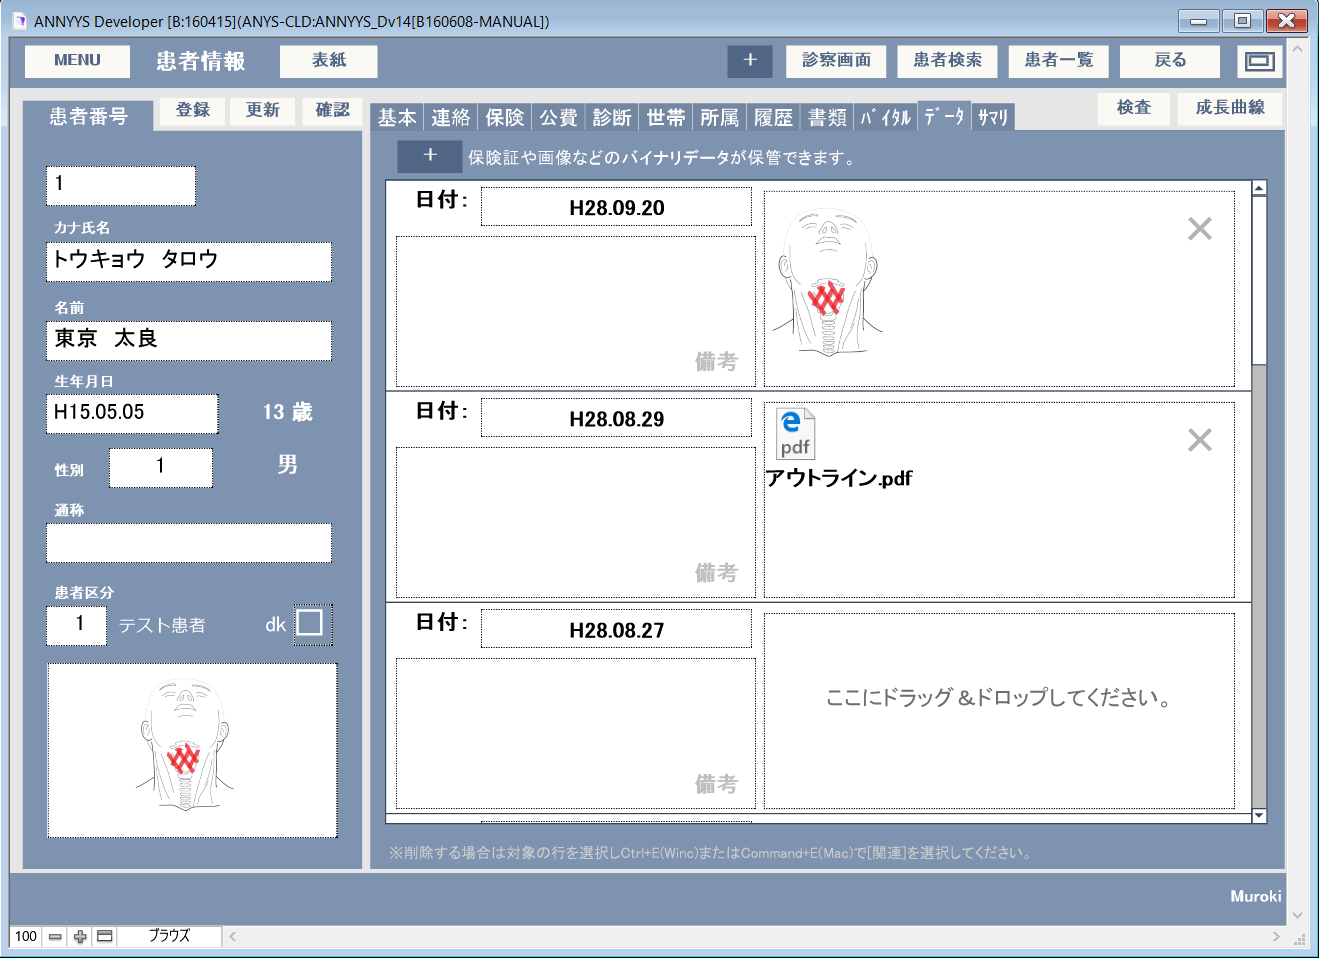 ANNYYS Developer [B:160415](ANYS-CLD:ANNYYS_Dv14[B160608-MANUAL])
MENU 患者情報 表紙 + 診察画面 患者検索 患者一覧 戻る
患者番号 登録 更新 確認
基本 連絡 保険 公費 診断 世帯 所属 履歴 書類 バイタル データ サマリ 検査 成長曲線
+ 保険証や画像などのバイナリデータが保管できます。
1
カナ氏名
トウキョウ タロウ
名前
東京 太良
生年月日
H15.05.05 13 歳
性別 1 男
通称
患者区分
1 テスト患者 dk
日付: H28.09.20
備考
日付: H28.08.29
pdf
アウトライン.pdf
備考
日付: H28.08.27
ここにドラッグ&ドロップしてください。
備考
※削除する場合は対象の行を選択しCtrl+E(Winc)またはCommand+E(Mac)で[関連]を選択してください。
Muroki
100 ブラウズ